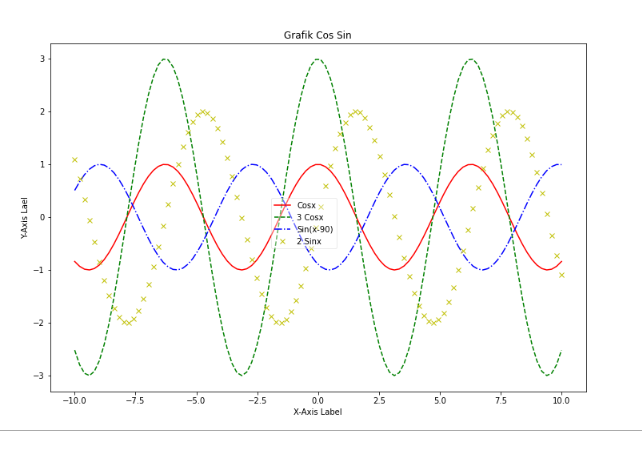 Grafik Cos Sin
3
2
1
0
−1
−2
−3
Y-Axis Lael
Cosx
3 Cosx
Sin(x-90)
2 Sinx
−10.0 −7.5 −5.0 −2.5 0.0 2.5 5.0 7.5 10.0
X-Axis Label